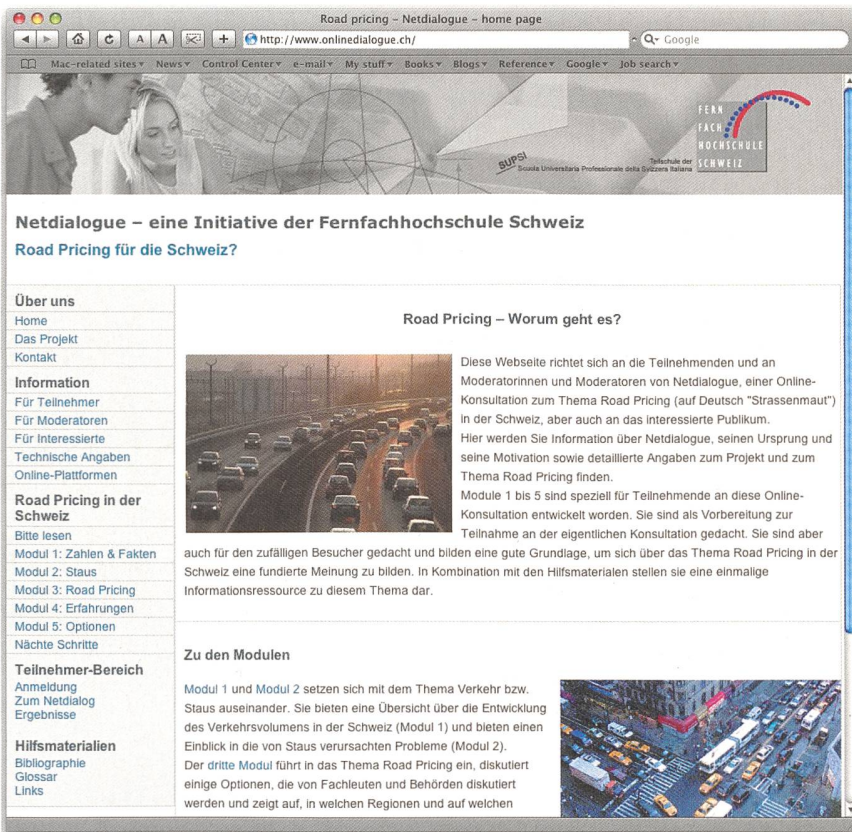 Road pricing – Netdialogue – home page
A A + http://www.onlinedialogue.ch/ Q Google
Mac-related sites News Control Center e-mail My stuff Books Blogs Reference Google Job search
FERN
FACH
HOCHSCHULE
SCHWEIZ
SUPSI
Scuola Universitaria Professionale della Svizzera Italiana
Teilschule der
Netdialogue – eine Initiative der Fernfachhochschule Schweiz
Road Pricing für die Schweiz?
Über uns
Home
Das Projekt
Kontakt
Information
Für Teilnehmer
Für Moderatoren
Für Interessierte
Technische Angaben
Online-Plattformen
Road Pricing in der
Schweiz
Bitte lesen
Modul 1: Zahlen & Fakten
Modul 2: Staus
Modul 3: Road Pricing
Modul 4: Erfahrungen
Modul 5: Optionen
Nächte Schritte
Teilnehmer-Bereich
Anmeldung
Zum Netdialog
Ergebnisse
Hilfsmaterialien
Bibliographie
Glossar
Links
Road Pricing – Worum geht es?
Diese Webseite richtet sich an die Teilnehmenden und an
Moderatorinnen und Moderatoren von Netdialogue, einer Online-
Konsultation zum Thema Road Pricing (auf Deutsch "Strassenmaut")
in der Schweiz, aber auch an das interessierte Publikum.
Hier werden Sie Information über Netdialogue, seinen Ursprung und
seine Motivation sowie detaillierte Angaben zum Projekt und zum
Thema Road Pricing finden.
Module 1 bis 5 sind speziell für Teilnehmende an diese Online-
Konsultation entwickelt worden. Sie sind als Vorbereitung zur
Teilnahme an der eigentlichen Konsultation gedacht. Sie sind aber
auch für den zufälligen Besucher gedacht und bilden eine gute Grundlage, um sich über das Thema Road Pricing in der
Schweiz eine fundierte Meinung zu bilden. In Kombination mit den Hilfsmaterialen stellen sie eine einmalige
Informationsressource zu diesem Thema dar.
Zu den Modulen
Modul 1 und Modul 2 setzen sich mit dem Thema Verkehr bzw.
Staus auseinander. Sie bieten eine Übersicht über die Entwicklung
des Verkehrsvolumens in der Schweiz (Modul 1) und bieten einen
Einblick in die von Staus verursachten Probleme (Modul 2).
Der dritte Modul führt in das Thema Road Pricing ein, diskutiert
einige Optionen, die von Fachleuten und Behörden diskutiert
werden und zeigt auf, in welchen Regionen und auf welchen